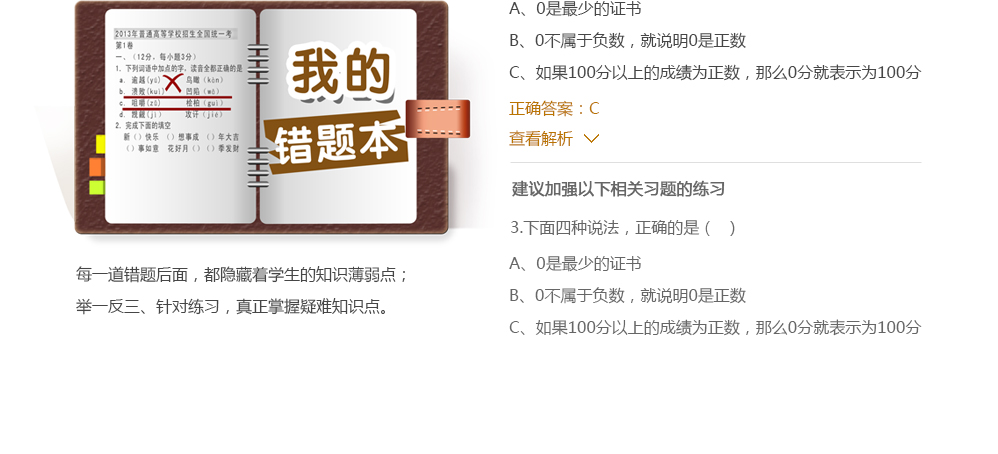 2013年普通高等学校招生全国统一考
第1卷
一、（12分，每小题3分）
1. 下列词语中加点的字，读音全都正确的是
a. 逾越(yú) 鸟瞰(kàn)
b. 溃败(kuì) 凹陷(wā)
c. 咀嚼(zǔ) 桧柏(guì)
d. 觊觎(jì) 攻讦(jié)
2. 完成下面的填空
新（）快乐 （）想事成 （）年大吉
（）事如意 花好月（）（）季发财
我的
错题本
每一道错题后面，都隐藏着学生的知识薄弱点；
举一反三、针对练习，真正掌握疑难知识点。
A、0是最少的证书
B、0不属于负数，就说明0是正数
C、如果100分以上的成绩为正数，那么0分就表示为100分
正确答案：C
查看解析
建议加强以下相关习题的练习
3.下面四种说法，正确的是（ ）
A、0是最少的证书
B、0不属于负数，就说明0是正数
C、如果100分以上的成绩为正数，那么0分就表示为100分